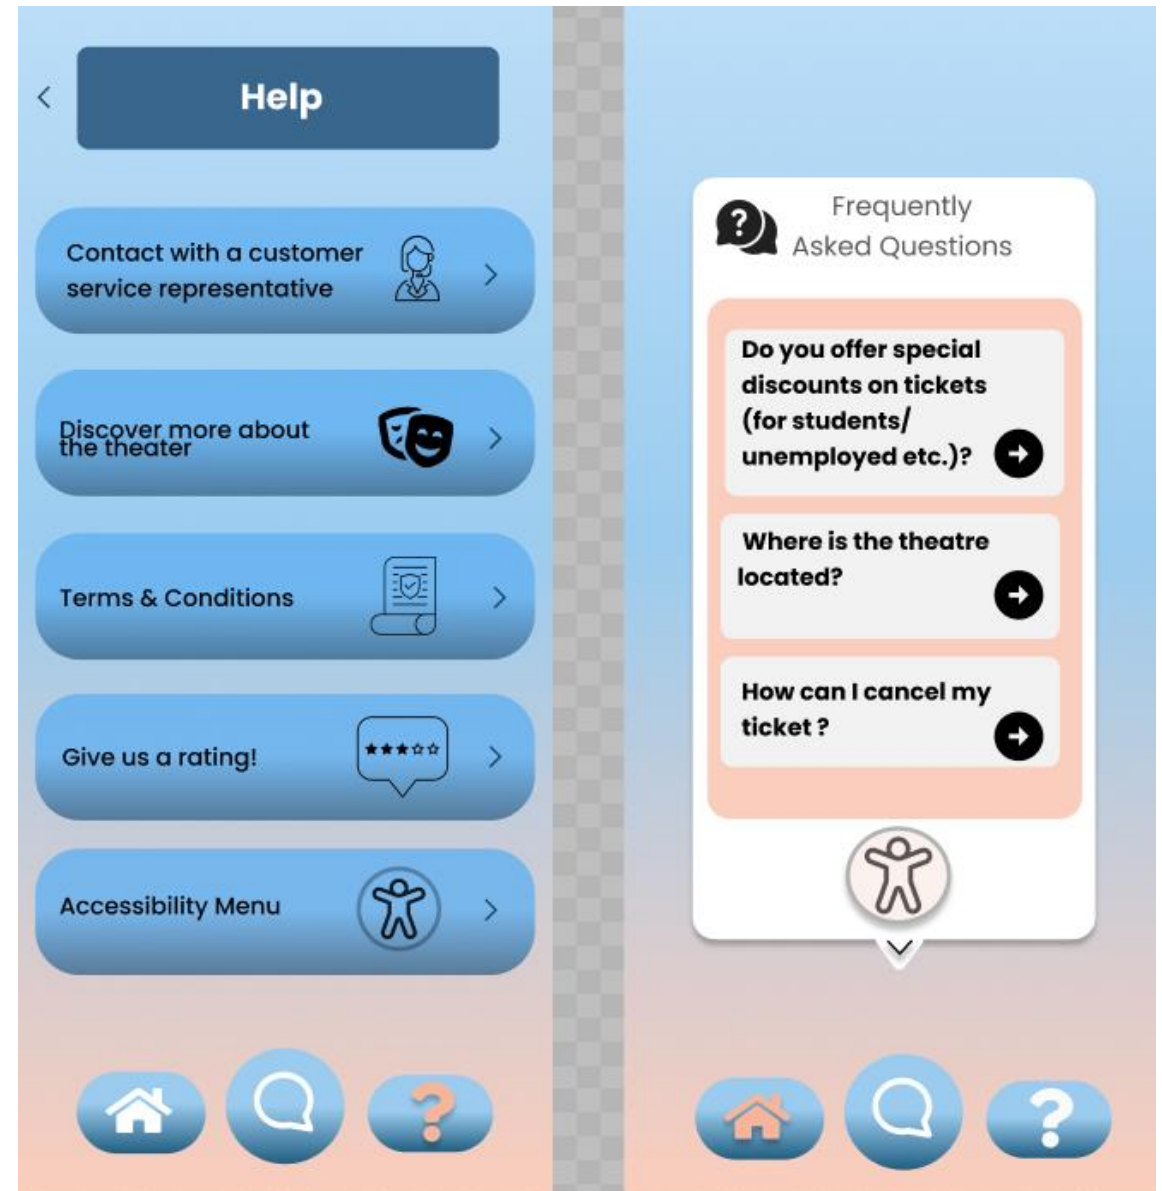 Help
Contact with a customer
service representative
Discover more about
the theater
Terms & Conditions
Give us a rating!
Accessibility Menu
Frequently
Asked Questions
Do you offer special
discounts on tickets
(for students/
unemployed etc.)?
Where is the theatre
located?
How can I cancel my
ticket ?